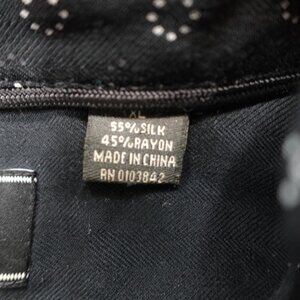 XL
55% SILK
45% RAYON
MADE IN CHINA
RN 0103842